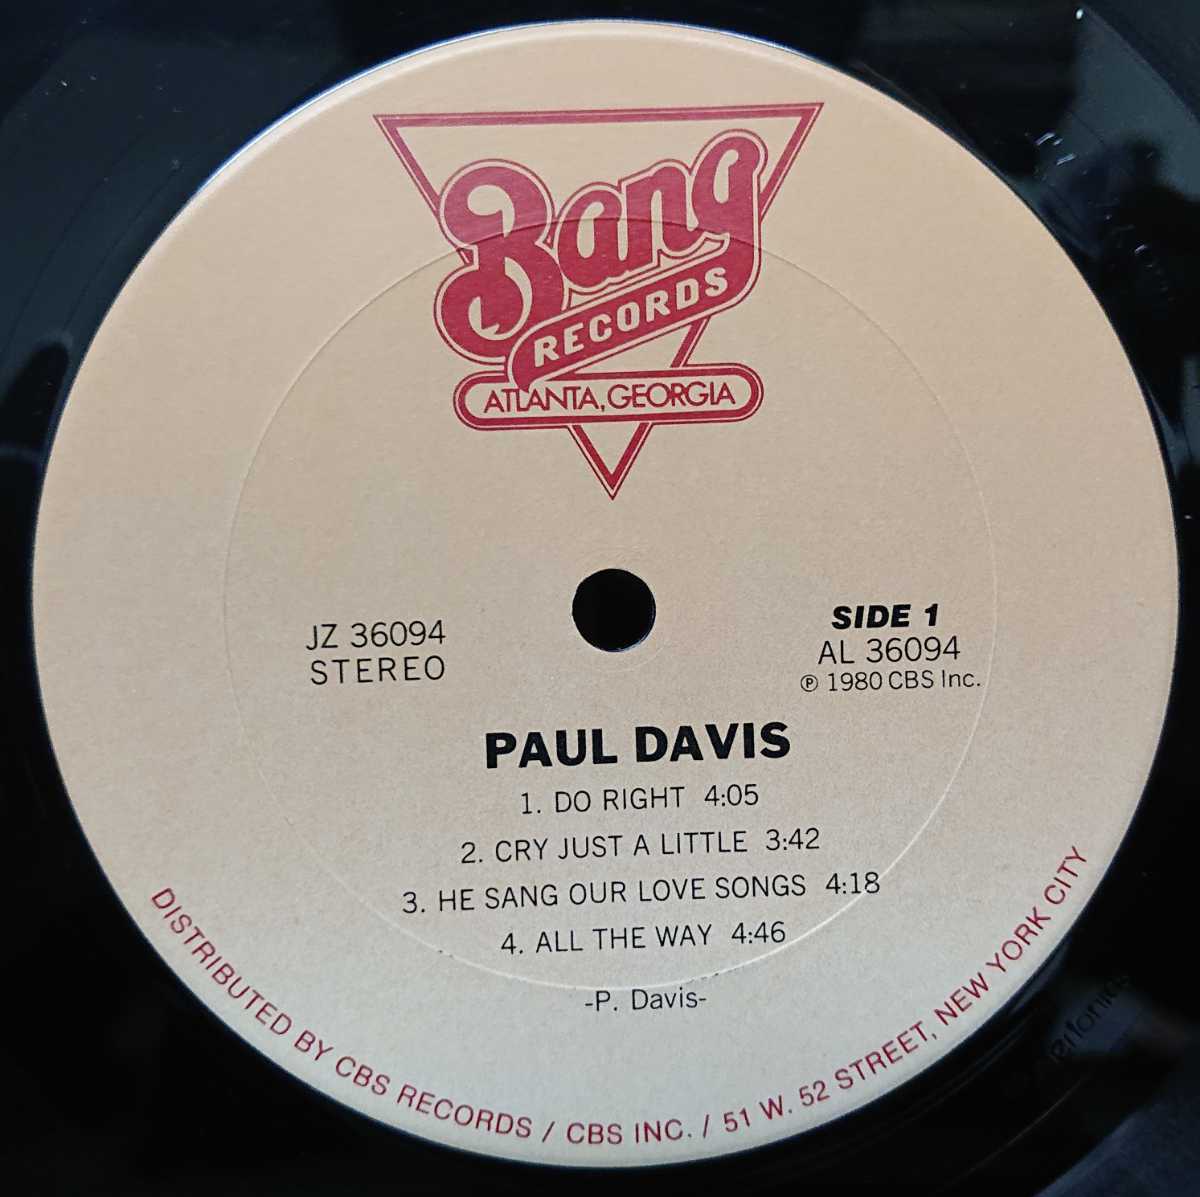 Bang
RECORDS
ATLANTA, GEORGIA
JZ 36094
STEREO
SIDE 1
AL 36094
℗ 1980 CBS Inc.
PAUL DAVIS
1. DO RIGHT 4:05
2. CRY JUST A LITTLE 3:42
3. HE SANG OUR LOVE SONGS 4:18
4. ALL THE WAY 4:46
-P. Davis-
DISTRIBUTED BY CBS RECORDS / CBS INC. / 51 W. 52 STREET, NEW YORK CITY